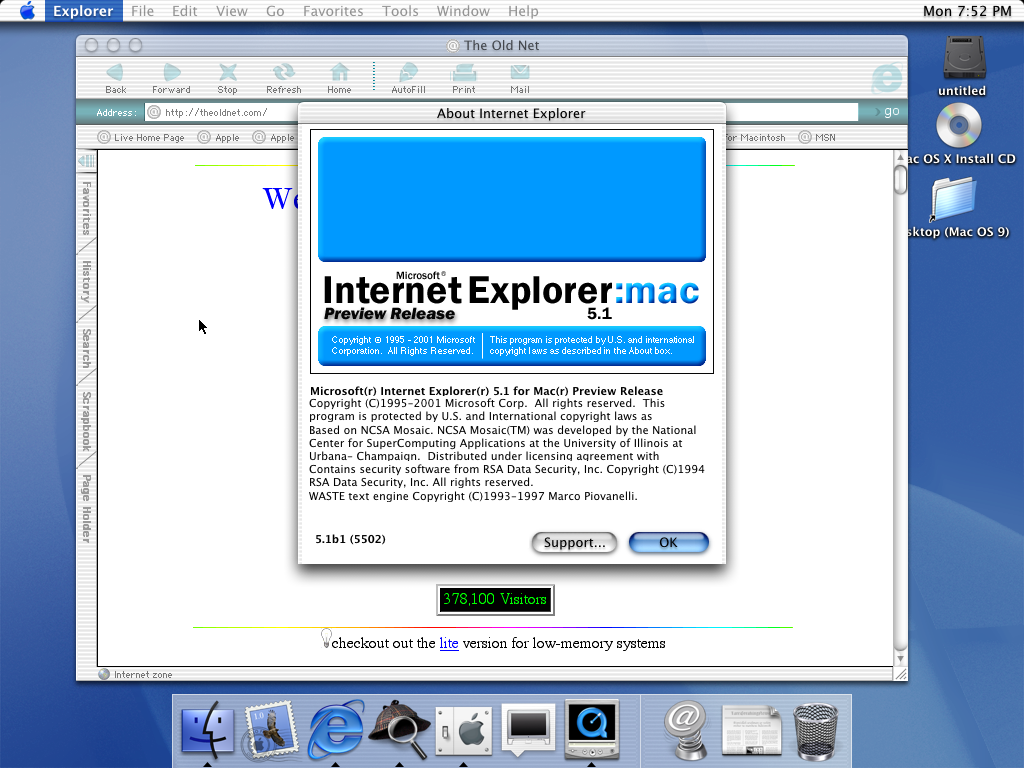 Explorer File Edit View Go Favorites Tools Window Help Mon 7:52 PM
The Old Net
Back Forward Stop Refresh Home AutoFill Print Mail
Address: http://theoldnet.com/ go
Live Home Page Apple Apple for Macintosh MSN
Favorites
History
Search
Scrapbook
Page Holder
We
About Internet Explorer
Microsoft®
Internet Explorer:mac
Preview Release 5.1
Copyright © 1995 - 2001 Microsoft
Corporation. All Rights Reserved.
This program is protected by U.S. and international
copyright laws as described in the About box.
Microsoft(r) Internet Explorer(r) 5.1 for Mac(r) Preview Release
Copyright (C)1995-2001 Microsoft Corp. All rights reserved. This
program is protected by U.S. and International copyright laws as
Based on NCSA Mosaic. NCSA Mosaic(TM) was developed by the National
Center for SuperComputing Applications at the University of Illinois at
Urbana- Champaign. Distributed under licensing agreement with
Contains security software from RSA Data Security, Inc. Copyright (C)1994
RSA Data Security, Inc. All rights reserved.
WASTE text engine Copyright (C)1993-1997 Marco Piovanelli.
5.1b1 (5502)
Support... OK
378,100 Visitors
checkout out the lite version for low-memory systems
Internet zone
untitled
ac OS X Install CD
sktop (Mac OS 9)
1.0